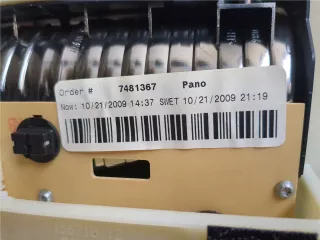 Order # 7481367 Pano
Now: 10/21/2009 14:37 SWET 10/21/2009 21:19